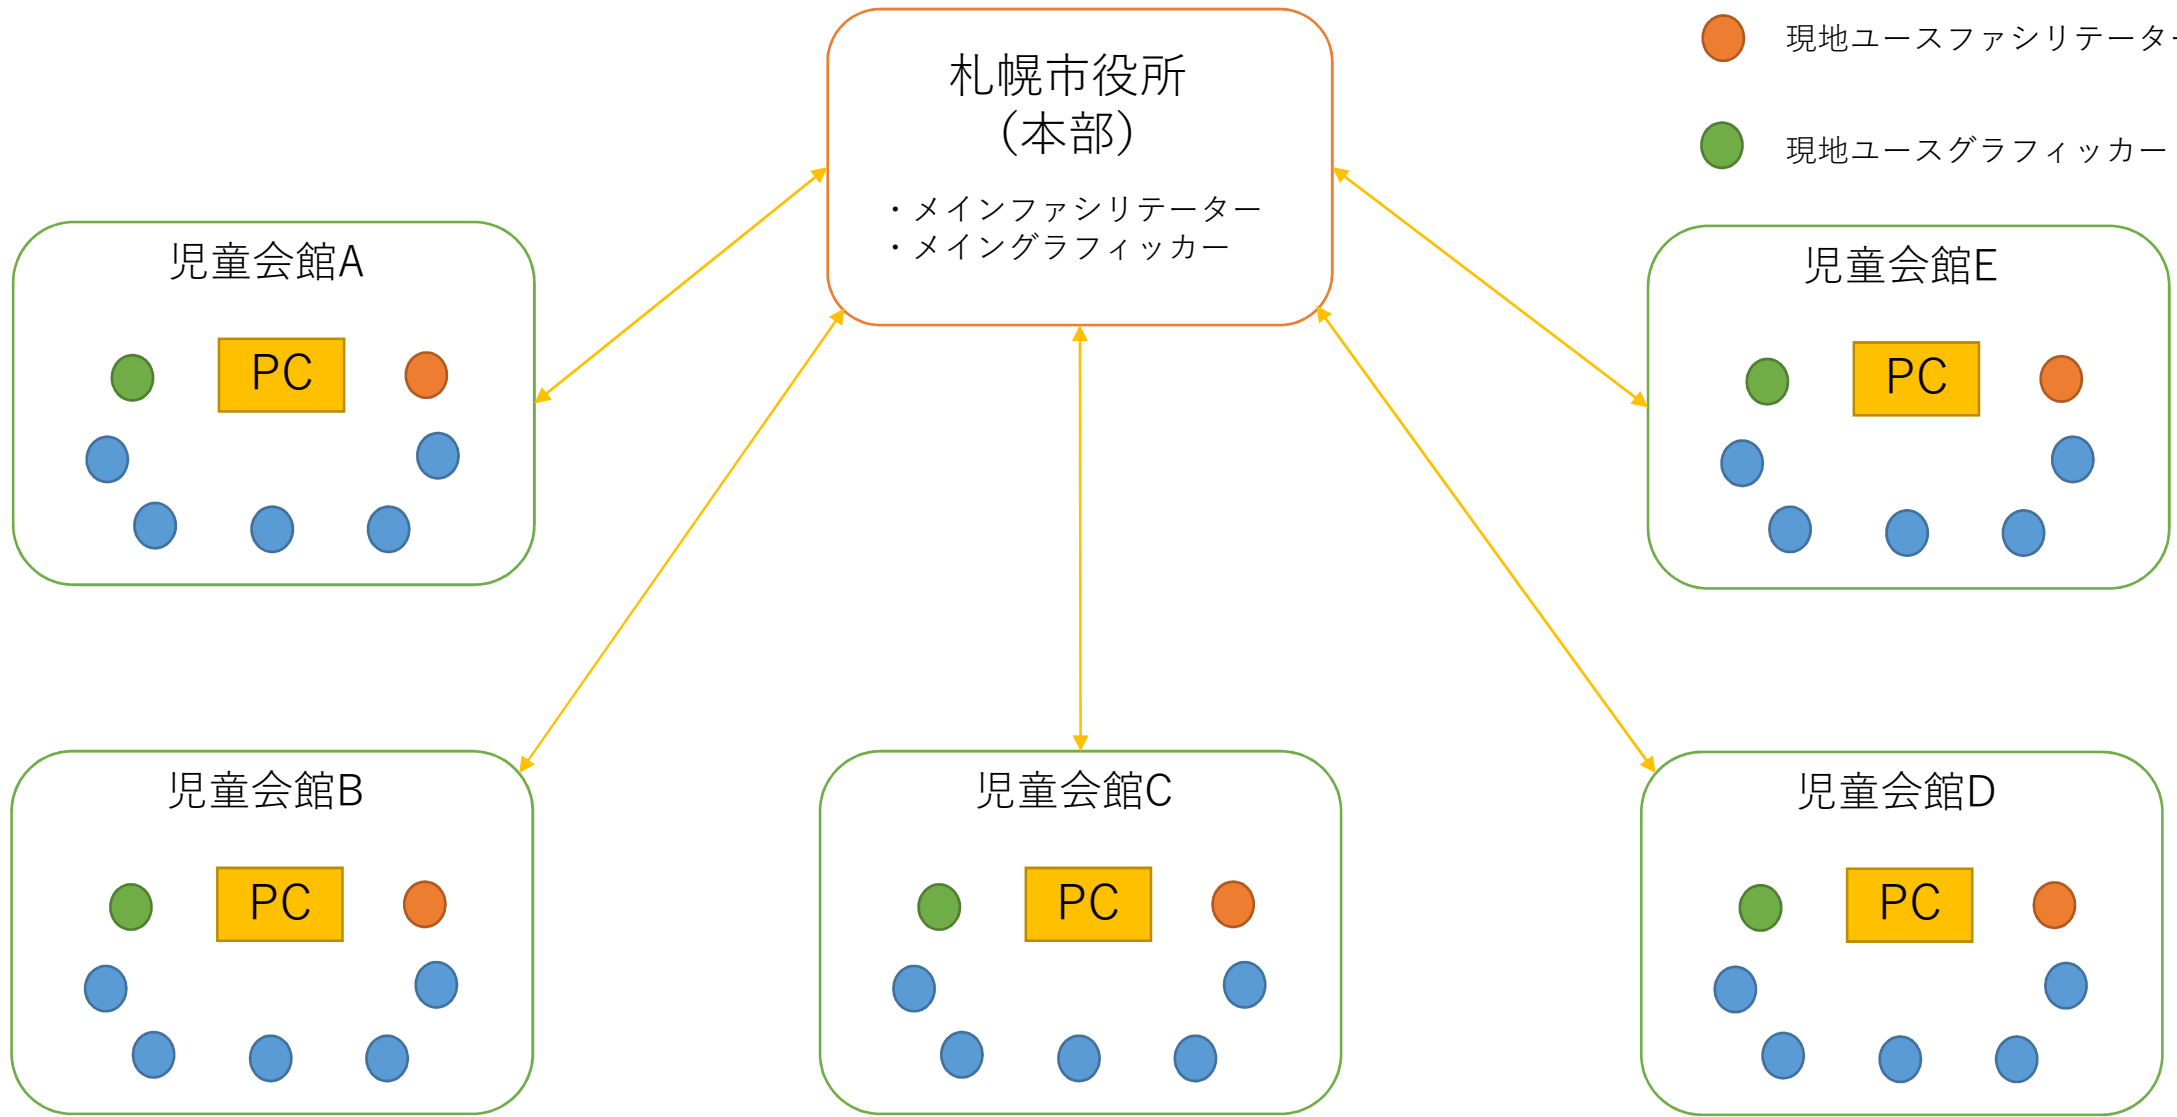 札幌市役所
（本部）
・メインファシリテーター
・メイングラフィッカー
現地ユースファシリテーター
現地ユースグラフィッカー
児童会館A
PC
児童会館E
PC
児童会館B
PC
児童会館C
PC
児童会館D
PC